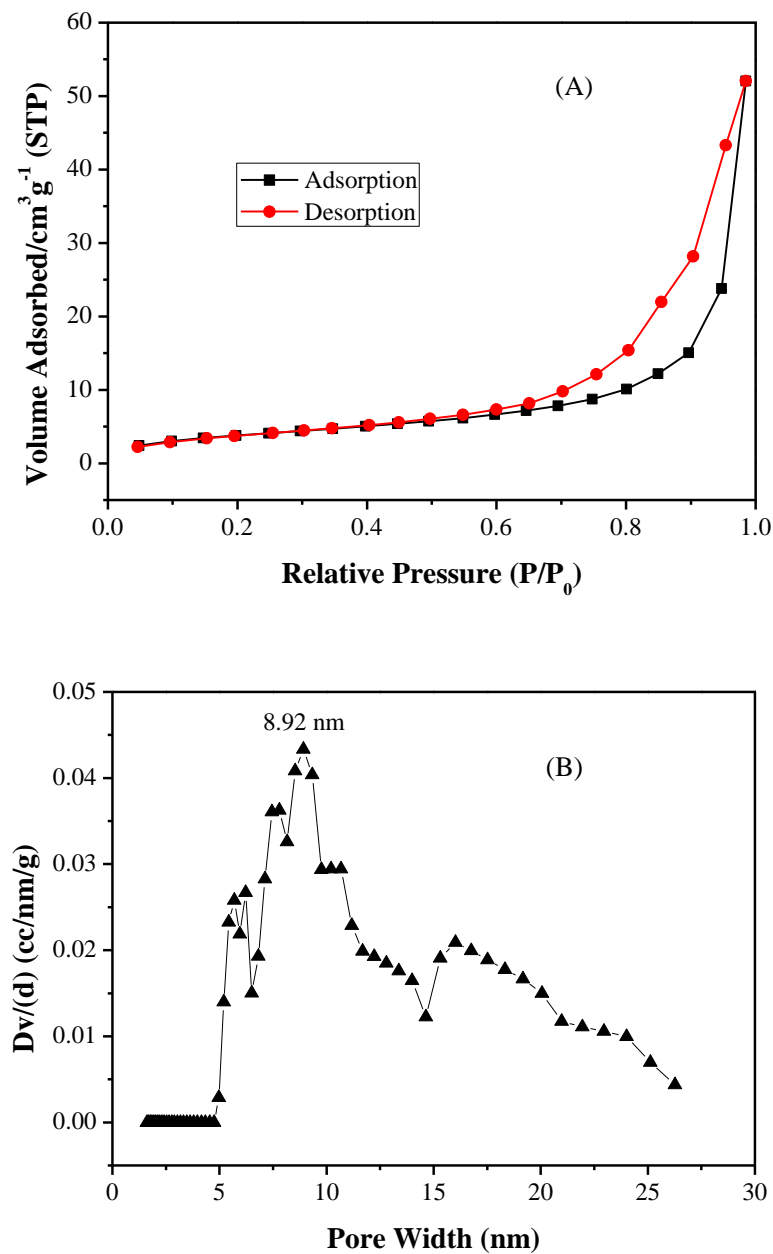 (A)
60
50
40
30
20
10
0
Volume Adsorbed/cm³g⁻¹ (STP)
Adsorption
Desorption
0.0 0.2 0.4 0.6 0.8 1.0
Relative Pressure (P/P₀)
8.92 nm
(B)
0.05
0.04
0.03
0.02
0.01
0.00
Dv/(d) (cc/nm/g)
0 5 10 15 20 25 30
Pore Width (nm)